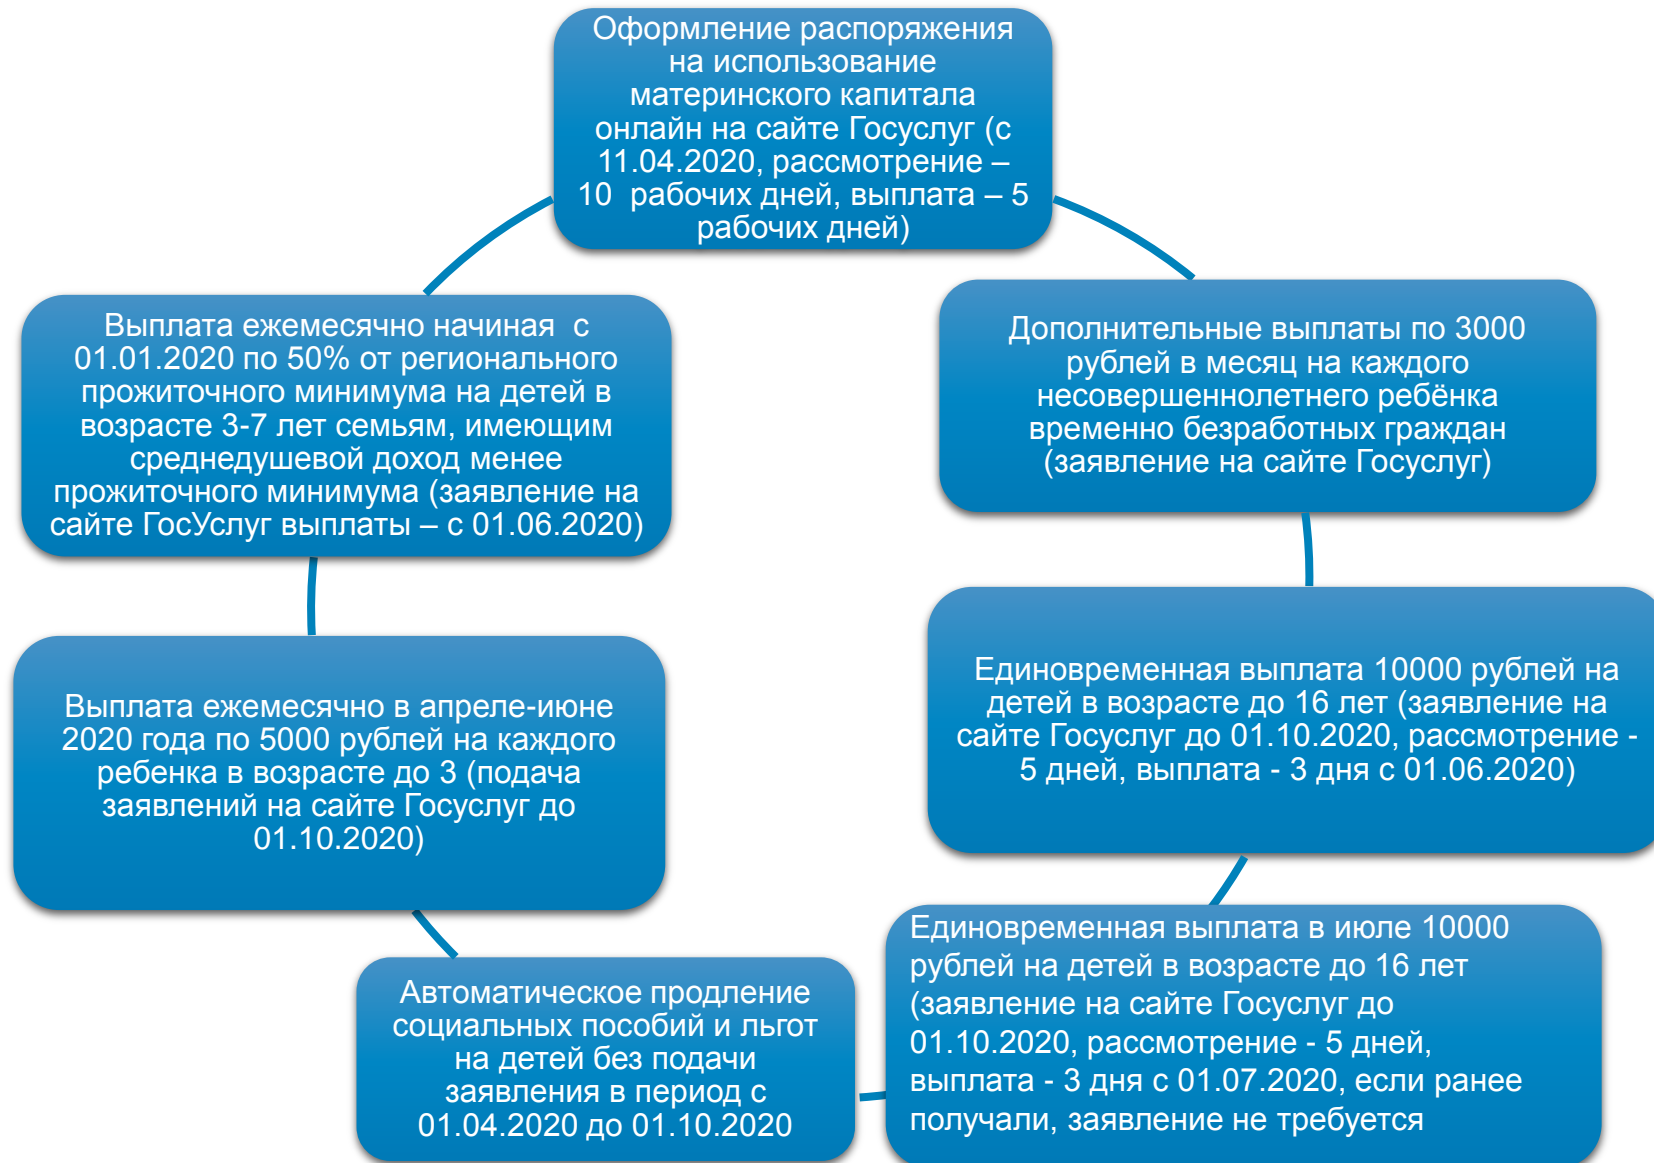 Оформление распоряжения
на использование
материнского капитала
онлайн на сайте Госуслуг (с
11.04.2020, рассмотрение –
10  рабочих дней, выплата – 5
рабочих дней)
Дополнительные выплаты по 3000
рублей в месяц на каждого
несовершеннолетнего ребёнка
временно безработных граждан
(заявление на сайте Госуслуг)
Единовременная выплата 10000 рублей на
детей в возрасте до 16 лет (заявление на
сайте Госуслуг до 01.10.2020, рассмотрение -
5 дней, выплата - 3 дня с 01.06.2020)
Единовременная выплата в июле 10000
рублей на детей в возрасте до 16 лет
(заявление на сайте Госуслуг до
01.10.2020, рассмотрение - 5 дней,
выплата - 3 дня с 01.07.2020, если ранее
получали, заявление не требуется
Автоматическое продление
социальных пособий и льгот
на детей без подачи
заявления в период с
01.04.2020 до 01.10.2020
Выплата ежемесячно в апреле-июне
2020 года по 5000 рублей на каждого
ребенка в возрасте до 3 (подача
заявлений на сайте Госуслуг до
01.10.2020)
Выплата ежемесячно начиная  с
01.01.2020 по 50% от регионального
прожиточного минимума на детей в
возрасте 3-7 лет семьям, имеющим
среднедушевой доход менее
прожиточного минимума (заявление на
сайте ГосУслуг выплаты – с 01.06.2020)